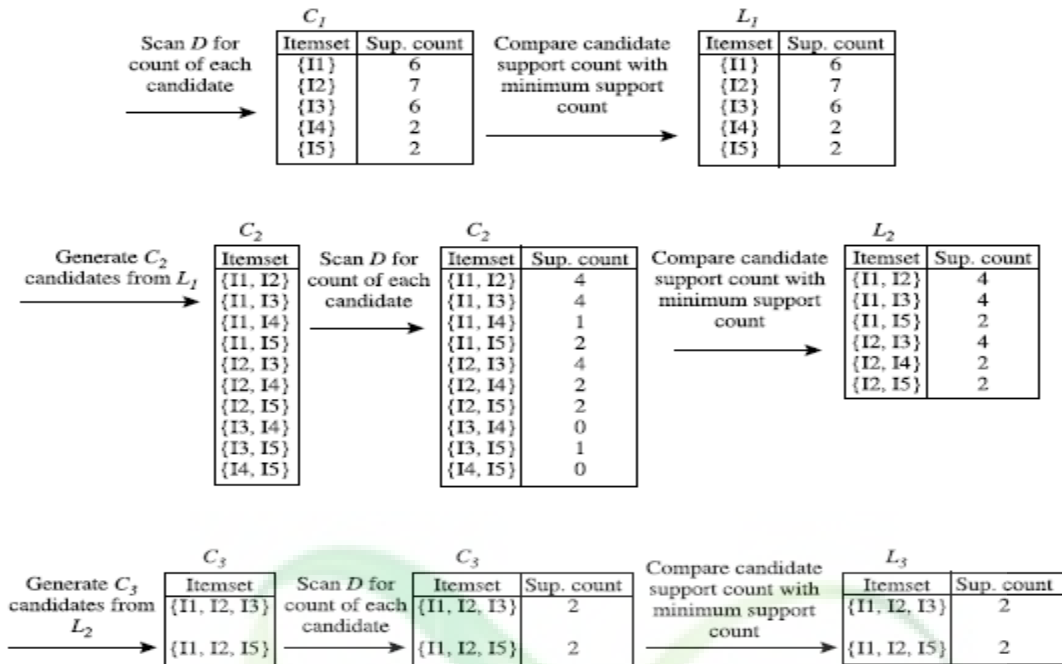 C1
Scan D for
count of each
candidate
Itemset Sup. count
{I1} 6
{I2} 7
{I3} 6
{I4} 2
{I5} 2
Compare candidate
support count with
minimum support
count
L1
Itemset Sup. count
{I1} 6
{I2} 7
{I3} 6
{I4} 2
{I5} 2
Generate C2
candidates from L1
C2
Itemset
{I1, I2}
{I1, I3}
{I1, I4}
{I1, I5}
{I2, I3}
{I2, I4}
{I2, I5}
{I3, I4}
{I3, I5}
{I4, I5}
Scan D for
count of each
candidate
C2
Itemset Sup. count
{I1, I2} 4
{I1, I3} 4
{I1, I4} 1
{I1, I5} 2
{I2, I3} 4
{I2, I4} 2
{I2, I5} 2
{I3, I4} 0
{I3, I5} 1
{I4, I5} 0
Compare candidate
support count with
minimum support
count
L2
Itemset Sup. count
{I1, I2} 4
{I1, I3} 4
{I1, I5} 2
{I2, I3} 4
{I2, I4} 2
{I2, I5} 2
Generate C3
candidates from
L2
C3
Itemset
{I1, I2, I3}
{I1, I2, I5}
Scan D for
count of each
candidate
C3
Itemset Sup. count
{I1, I2, I3} 2
{I1, I2, I5} 2
Compare candidate
support count with
minimum support
count
L3
Itemset Sup. count
{I1, I2, I3} 2
{I1, I2, I5} 2